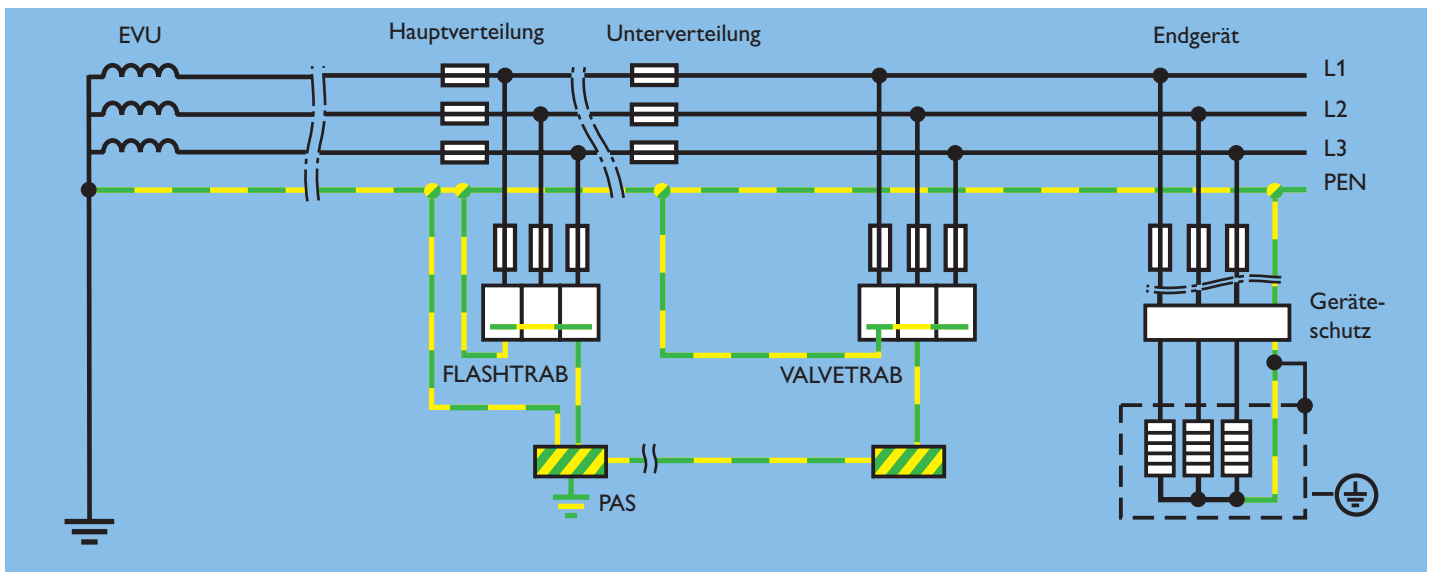 EVU
Hauptverteilung
Unterverteilung
Endgerät
L1
L2
L3
PEN
Geräte-
schutz
FLASHTRAB
VALVETRAB
PAS